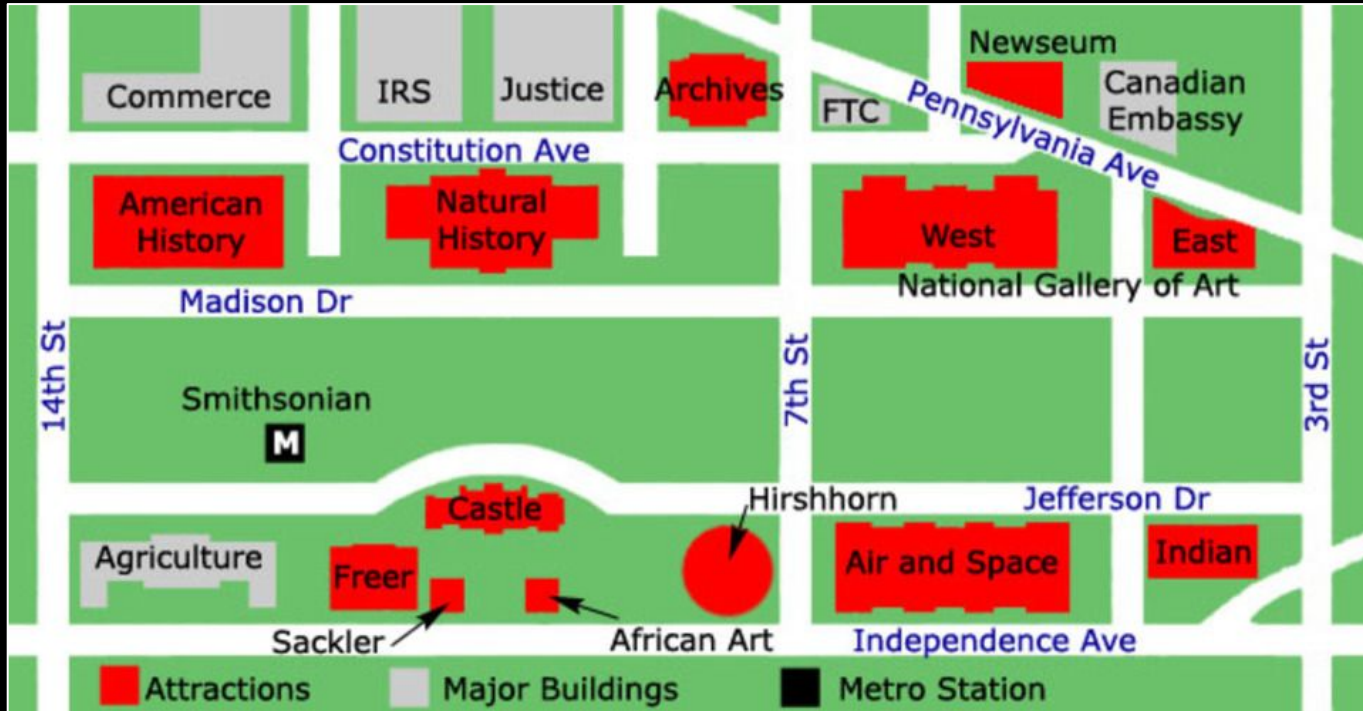 Newseum
Commerce
IRS
Justice
Archives
FTC
Pennsylvania Ave
Canadian
Embassy
Constitution Ave
American
History
Natural
History
West
East
National Gallery of Art
Madison Dr
14th St
7th St
3rd St
Smithsonian
M
Castle
Hirshhorn
Jefferson Dr
Agriculture
Freer
Air and Space
Indian
Sackler
African Art
Independence Ave
Attractions
Major Buildings
Metro Station